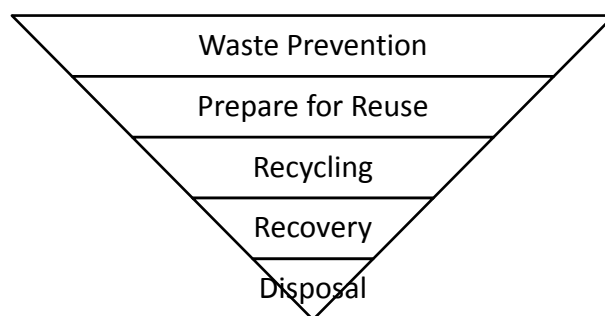 Waste Prevention
Prepare for Reuse
Recycling
Recovery
Disposal